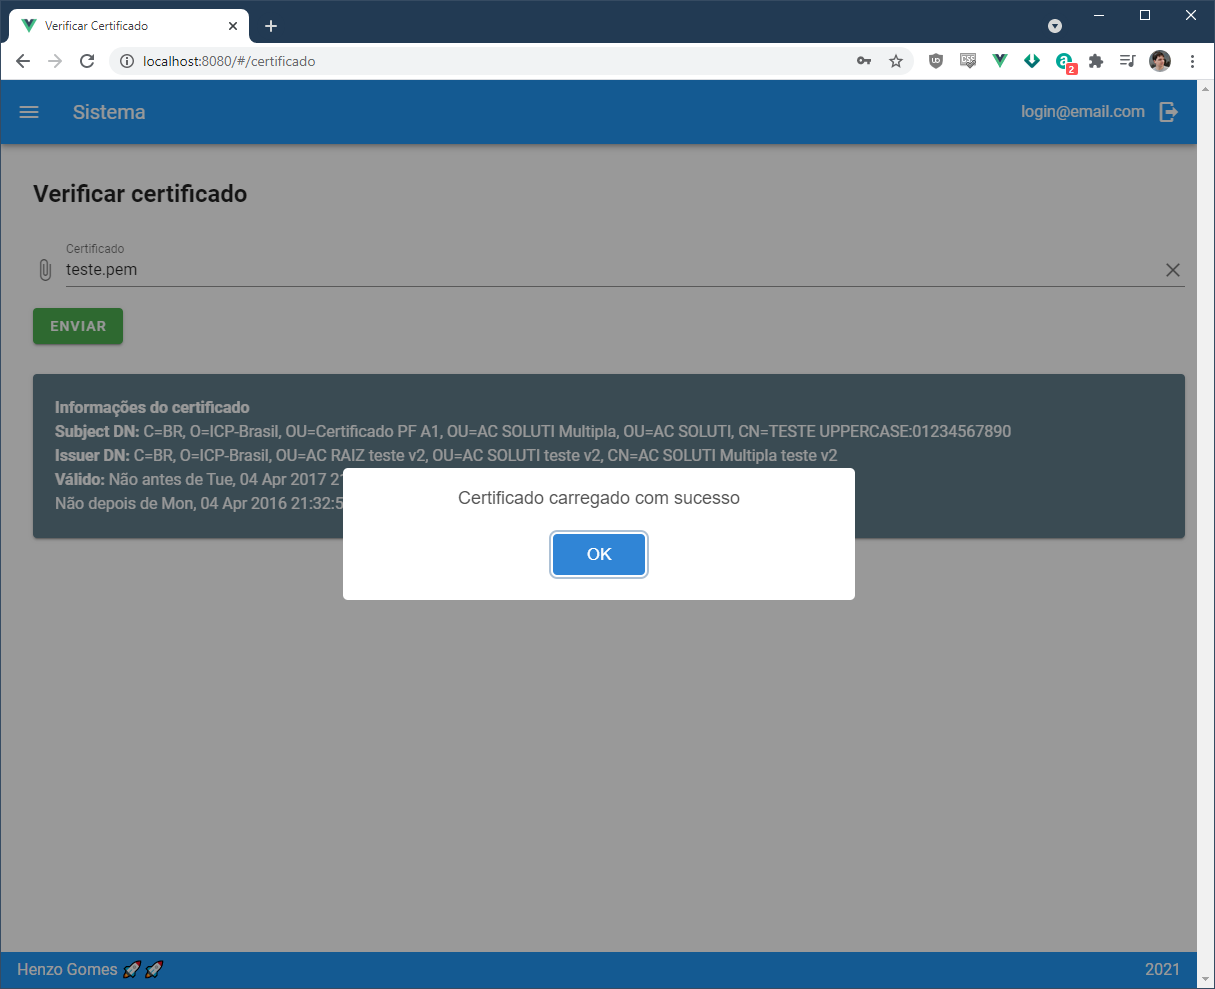 Verificar Certificado
localhost:8080/#/certificado
UD
CSS
2
Sistema
login@email.com
Verificar certificado
Certificado
teste.pem
ENVIAR
Informações do certificado
Subject DN: C=BR, O=ICP-Brasil, OU=Certificado PF A1, OU=AC SOLUTI Multipla, OU=AC SOLUTI, CN=TESTE UPPERCASE:01234567890
Issuer DN: C=BR, O=ICP-Brasil, OU=AC RAIZ teste v2, OU=AC SOLUTI teste v2, CN=AC SOLUTI Multipla teste v2
Válido: Não antes de Tue, 04 Apr 2017 2
Não depois de Mon, 04 Apr 2016 21:32:5
Certificado carregado com sucesso
OK
Henzo Gomes 🚀🚀
2021